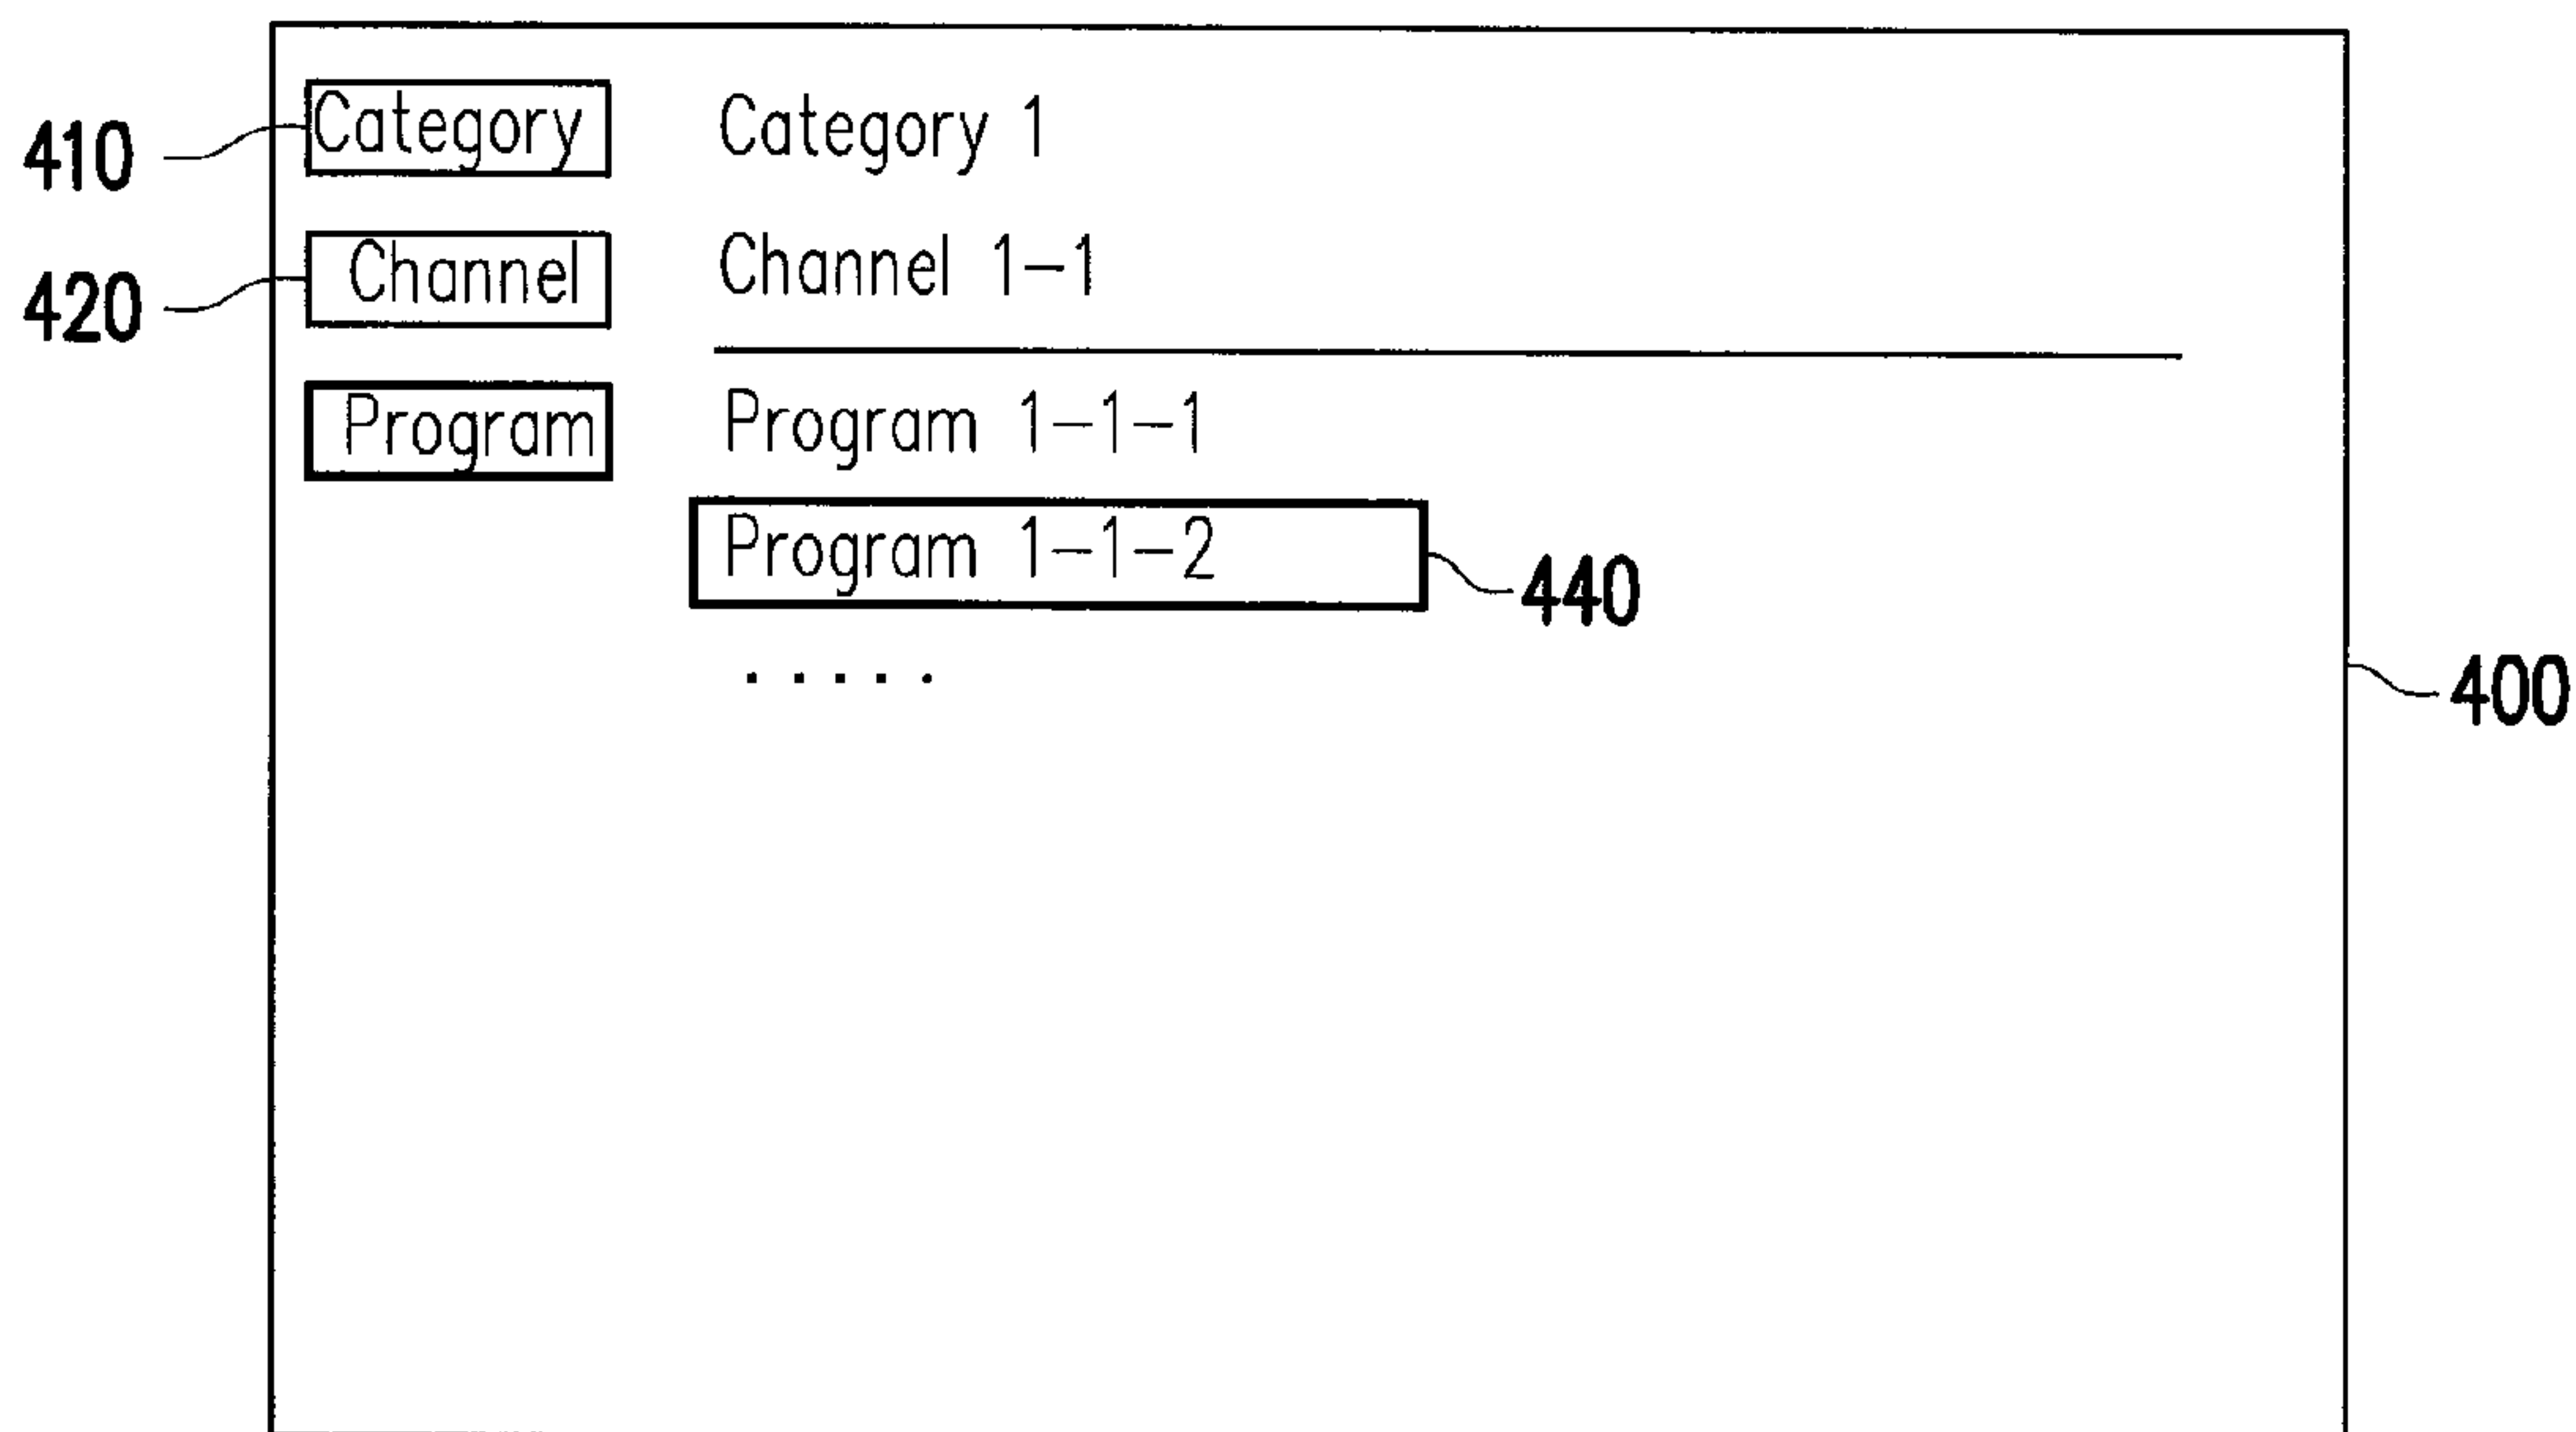 410 Category Category 1
420 Channel Channel 1-1
Program Program 1-1-1
Program 1-1-2 440
.....
400